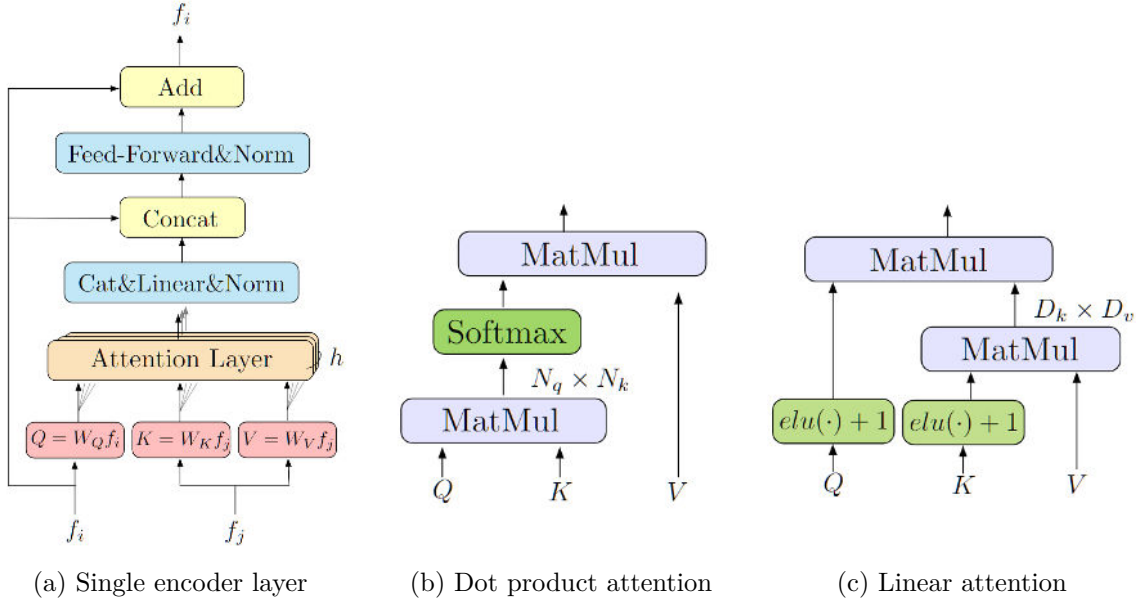 f_i
Add
Feed-Forward&Norm
Concat
Cat&Linear&Norm
Attention Layer
h
Q = W_Q f_i
K = W_K f_j
V = W_V f_j
f_i
f_j
(a) Single encoder layer
MatMul
Softmax
N_q × N_k
MatMul
Q
K
V
(b) Dot product attention
MatMul
D_k × D_v
MatMul
elu(·) + 1
elu(·) + 1
Q
K
V
(c) Linear attention